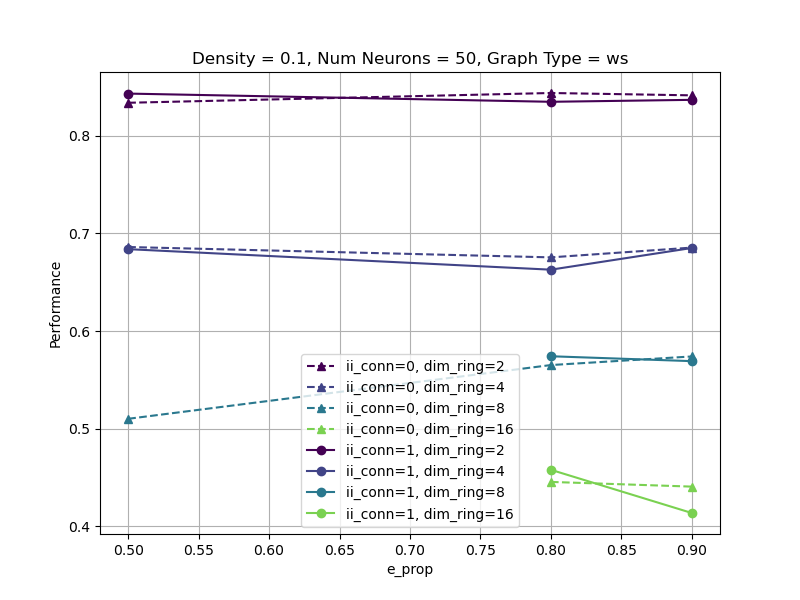 Density = 0.1, Num Neurons = 50, Graph Type = ws
Performance
0.8
0.7
0.6
0.5
0.4
ii_conn=0, dim_ring=2
ii_conn=0, dim_ring=4
ii_conn=0, dim_ring=8
ii_conn=0, dim_ring=16
ii_conn=1, dim_ring=2
ii_conn=1, dim_ring=4
ii_conn=1, dim_ring=8
ii_conn=1, dim_ring=16
0.50 0.55 0.60 0.65 0.70 0.75 0.80 0.85 0.90
e_prop